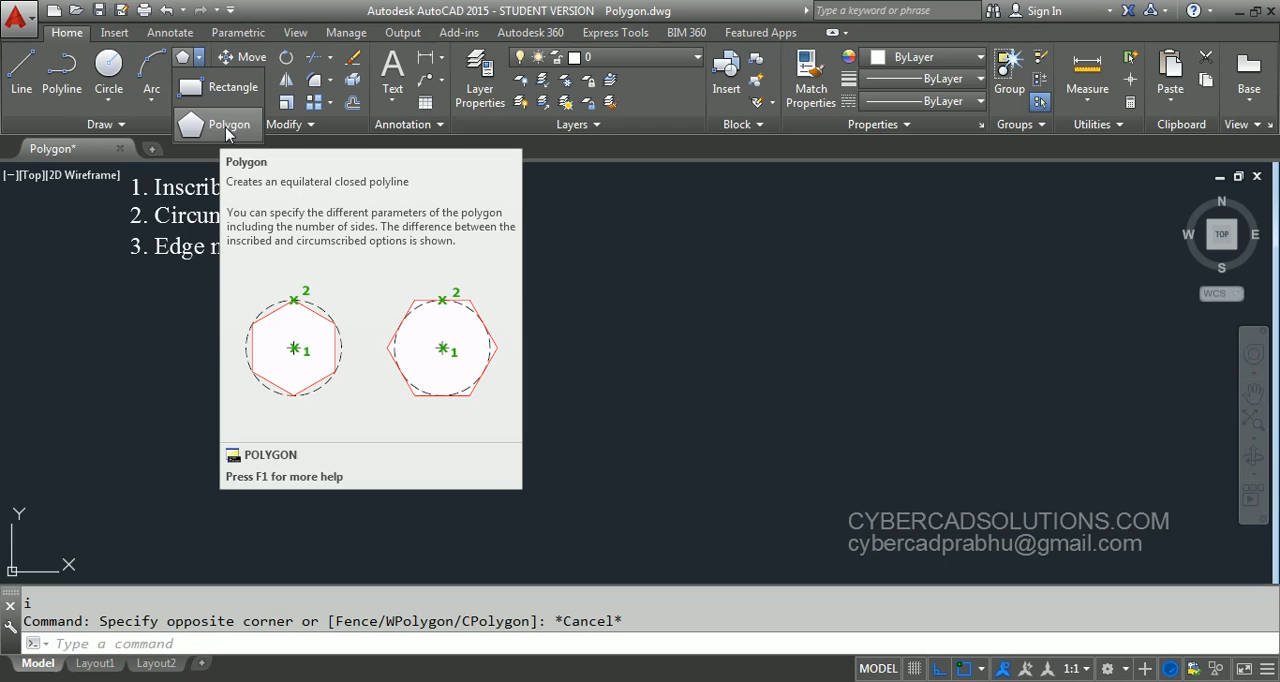 Autodesk AutoCAD 2015 - STUDENT VERSION Polygon.dwg
Type a keyword or phrase
Sign In
Home Insert Annotate Parametric View Manage Output Add-ins Autodesk 360 Express Tools BIM 360 Featured Apps
Line Polyline Circle Arc
Move
Rectangle
Polygon
Text
Layer Properties
0
Insert
Match Properties
ByLayer
ByLayer
ByLayer
Group
Measure
Paste
Base
Draw Modify Annotation Layers Block Properties Groups Utilities Clipboard View
Polygon*
[−][Top][2D Wireframe]
1. Inscrib
2. Circum
3. Edge m
Polygon
Creates an equilateral closed polyline
You can specify the different parameters of the polygon
including the number of sides. The difference between the
inscribed and circumscribed options is shown.
2 2
1 1
POLYGON
Press F1 for more help
N
W TOP E
S
WCS
Y
X
CYBERCADSOLUTIONS.COM
cybercadprabhu@gmail.com
i
Command: Specify opposite corner or [Fence/WPolygon/CPolygon]: *Cancel*
Type a command
Model Layout1 Layout2
MODEL 1:1